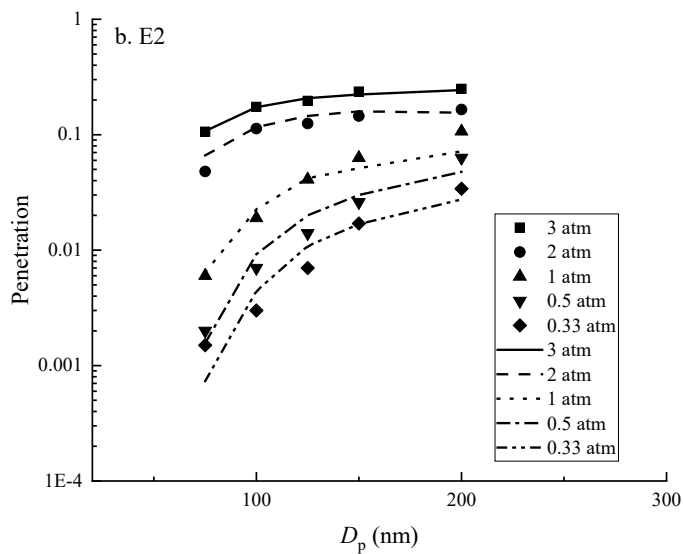 b. E2
Penetration
1
0.1
0.01
0.001
1E-4
100
200
300
Dp (nm)
3 atm
2 atm
1 atm
0.5 atm
0.33 atm
3 atm
2 atm
1 atm
0.5 atm
0.33 atm